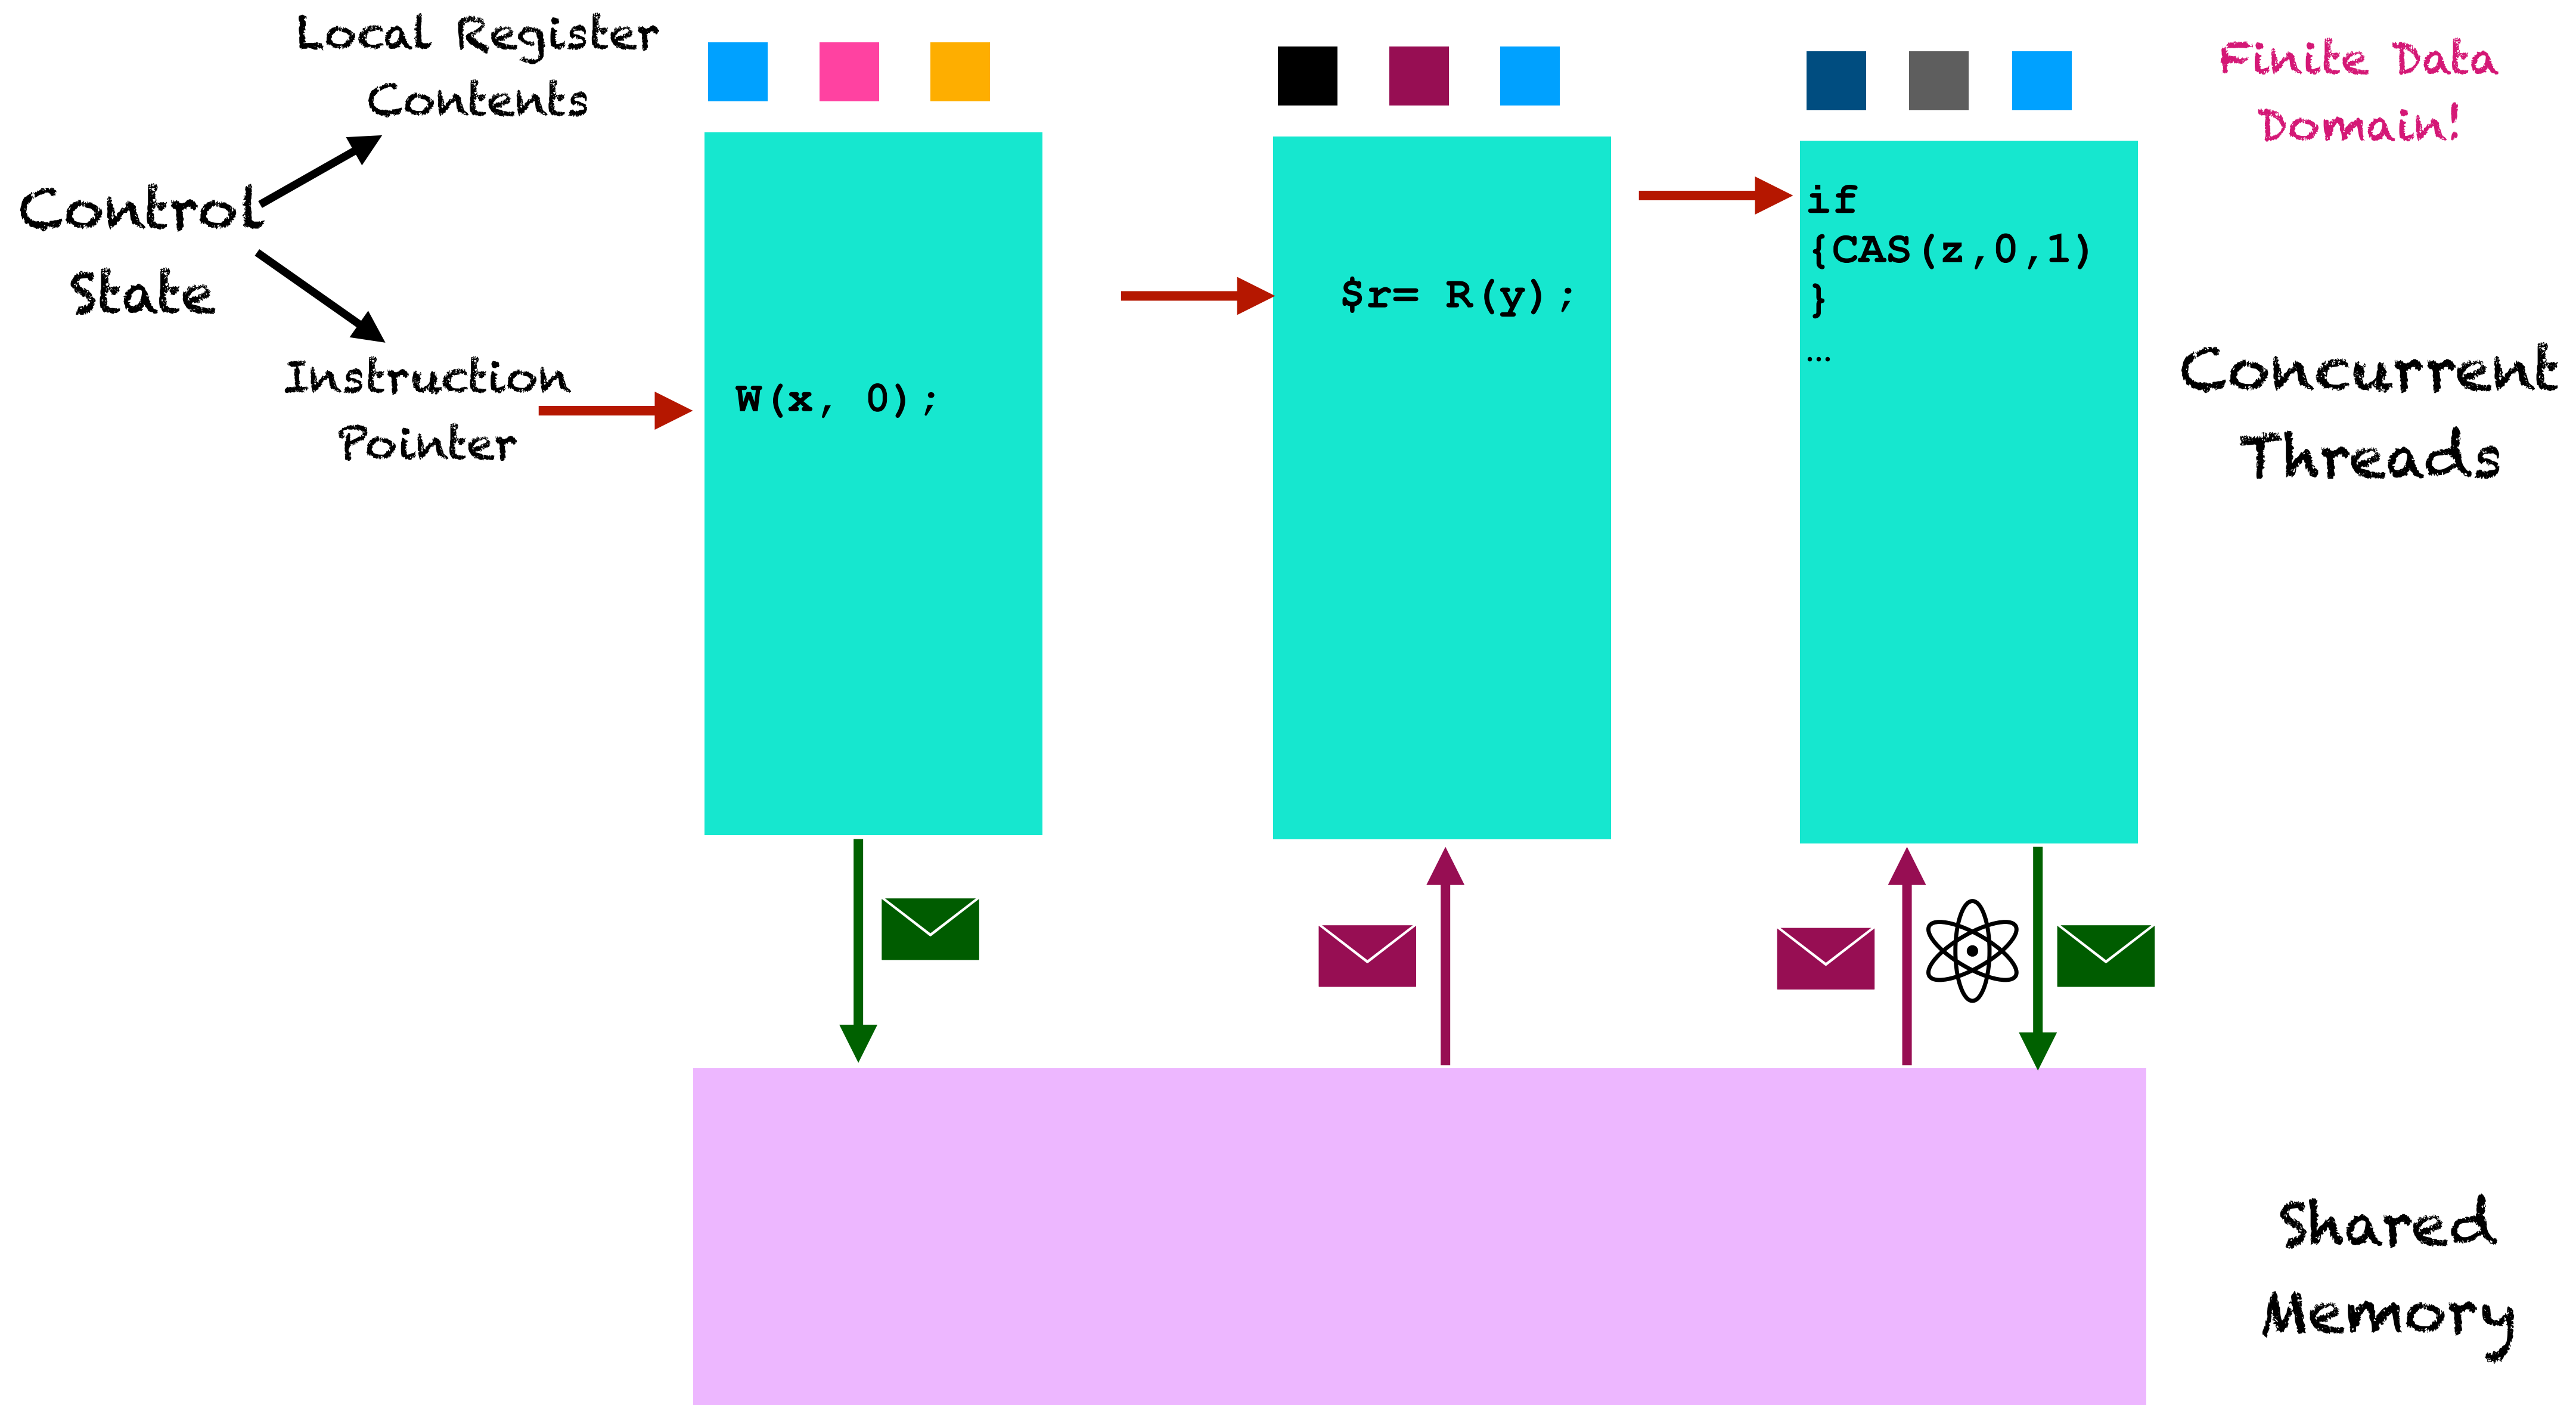 Local Register
Contents
Control
State
Instruction
Pointer
W(x, 0);
$r= R(y);
if
{CAS(z,0,1)
}
…
Finite Data
Domain!
Concurrent
Threads
Shared
Memory